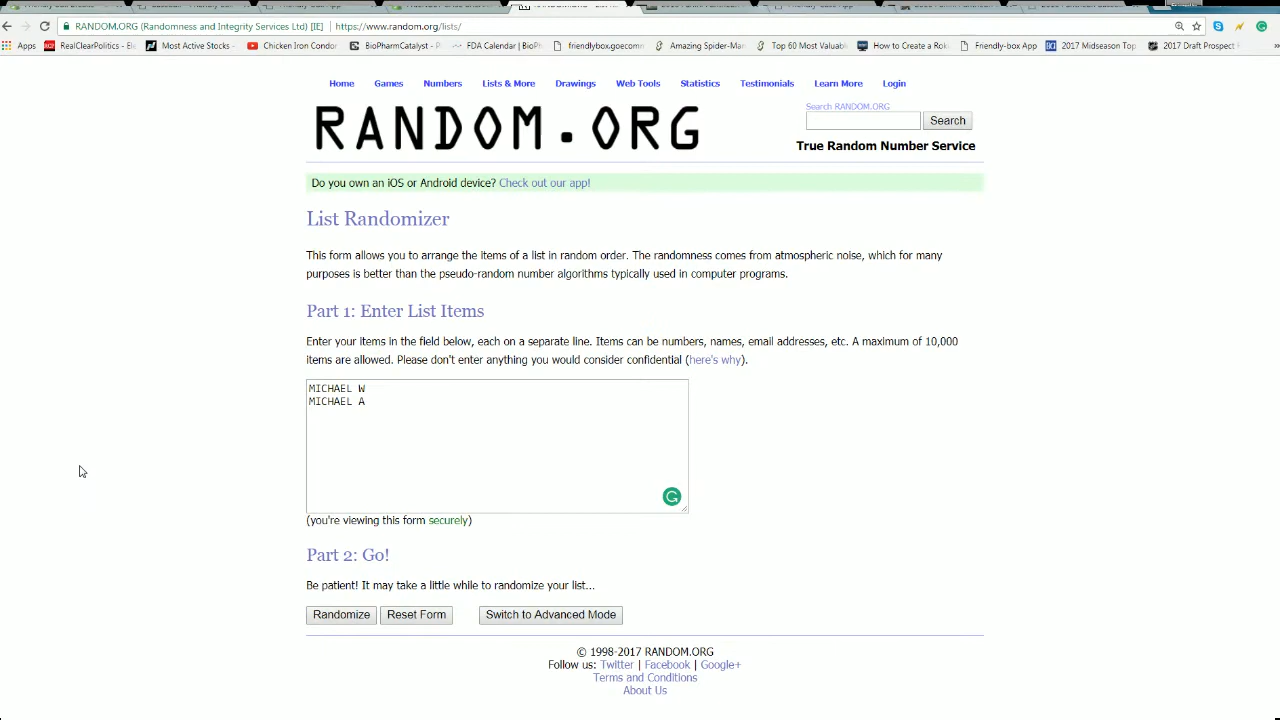 RANDOM.ORG (Randomness and Integrity Services Ltd) [IE] https://www.random.org/lists/
Apps RealClearPolitics - Ele Most Active Stocks - Chicken Iron Condor BioPharmCatalyst - P FDA Calendar | BioPh friendlybox.goecomm Amazing Spider-Ma Top 60 Most Valuabl How to Create a Rok Friendly-box App 2017 Midseason Top 2017 Draft Prospect
Home Games Numbers Lists & More Drawings Web Tools Statistics Testimonials Learn More Login
RANDOM.ORG
Search RANDOM.ORG
Search
True Random Number Service
Do you own an iOS or Android device? Check out our app!
List Randomizer
This form allows you to arrange the items of a list in random order. The randomness comes from atmospheric noise, which for many
purposes is better than the pseudo-random number algorithms typically used in computer programs.
Part 1: Enter List Items
Enter your items in the field below, each on a separate line. Items can be numbers, names, email addresses, etc. A maximum of 10,000
items are allowed. Please don't enter anything you would consider confidential (here's why).
MICHAEL W
MICHAEL A
(you're viewing this form securely)
Part 2: Go!
Be patient! It may take a little while to randomize your list...
Randomize Reset Form Switch to Advanced Mode
© 1998-2017 RANDOM.ORG
Follow us: Twitter | Facebook | Google+
Terms and Conditions
About Us